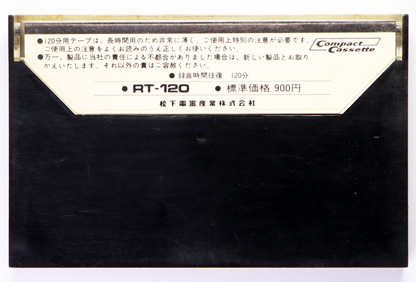 ●120分用テープは、長時間用のため非常に薄く、ご使用上特別の注意が必要です。
ご使用上の注意をよくお読みのうえ正しくお使いください。
●万一、製品に当社の責任による不都合がありました場合は、新しい製品とお取り
かえいたします。それ以外の責はご容赦ください。
Compact
Cassette
●録音時間往復 120分
●RT-120 ●標準価格 900円
松下電器産業株式会社